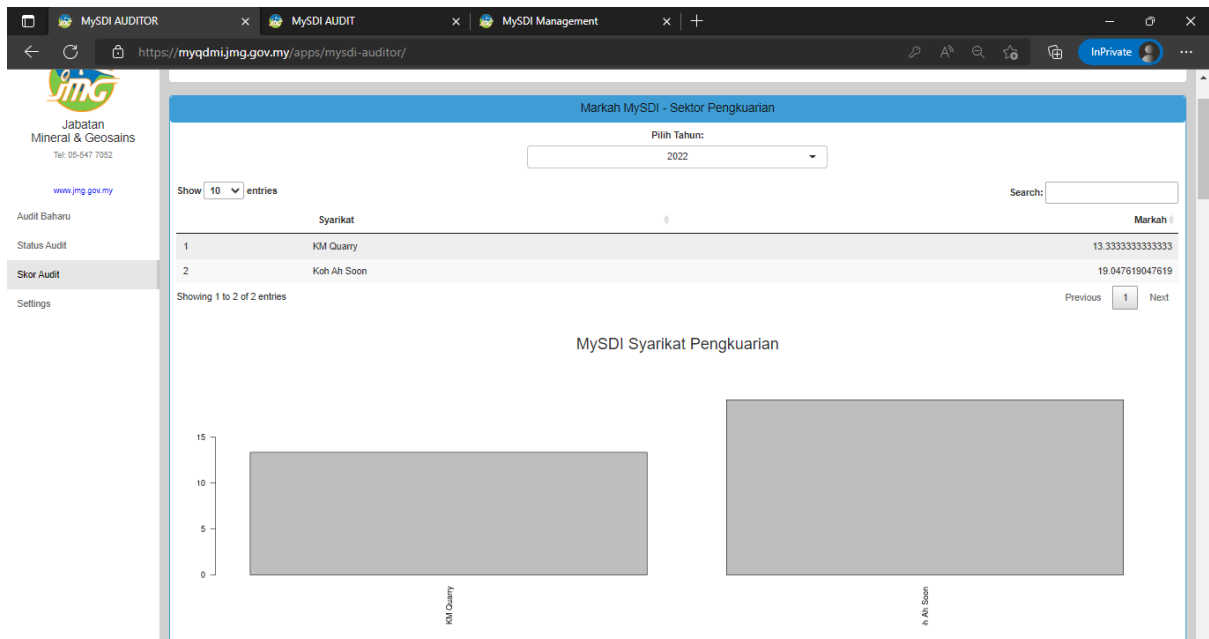 MySDI AUDITOR
MySDI AUDIT
MySDI Management
https://myqdmi.jmg.gov.my/apps/mysdi-auditor/
InPrivate
jmG
Jabatan
Mineral & Geosains
Tel: 05-547 7052
www.jmg.gov.my
Audit Baharu
Status Audit
Skor Audit
Settings
Markah MySDI - Sektor Pengkuarian
Pilih Tahun:
2022
Show 10 entries
Search:
Syarikat Markah
1 KM Quarry 13.3333333333333
2 Koh Ah Soon 19.047619047619
Showing 1 to 2 of 2 entries
Previous 1 Next
MySDI Syarikat Pengkuarian
15
10
5
0
KM Quarry
h Ah Soon